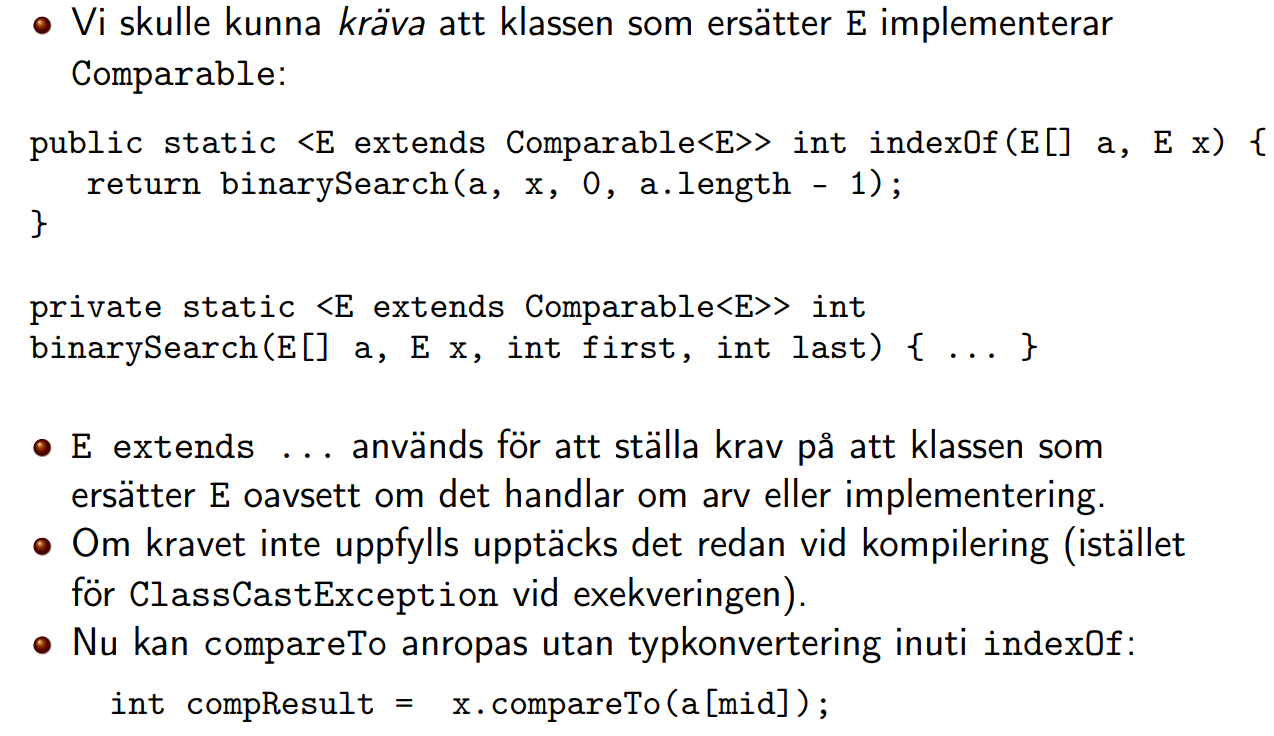 Vi skulle kunna kräva att klassen som ersätter E implementerar
Comparable:
public static <E extends Comparable<E>> int indexOf(E[] a, E x) {
return binarySearch(a, x, 0, a.length - 1);
}
private static <E extends Comparable<E>> int
binarySearch(E[] a, E x, int first, int last) { ... }
E extends ... används för att ställa krav på att klassen som
ersätter E oavsett om det handlar om arv eller implementering.
Om kravet inte uppfylls upptäcks det redan vid kompilering (istället
för ClassCastException vid exekveringen).
Nu kan compareTo anropas utan typkonvertering inuti indexOf:
int compResult = x.compareTo(a[mid]);